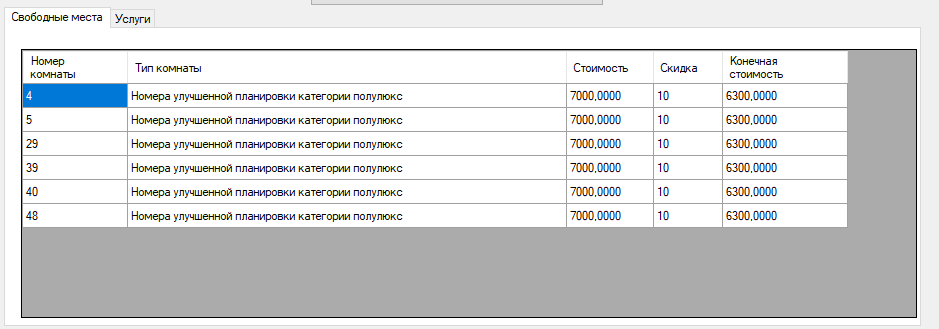 Свободные места Услуги
Номер комнаты Тип комнаты Стоимость Скидка Конечная стоимость
4 Номера улучшенной планировки категории полулюкс 7000,0000 10 6300,0000
5 Номера улучшенной планировки категории полулюкс 7000,0000 10 6300,0000
29 Номера улучшенной планировки категории полулюкс 7000,0000 10 6300,0000
39 Номера улучшенной планировки категории полулюкс 7000,0000 10 6300,0000
40 Номера улучшенной планировки категории полулюкс 7000,0000 10 6300,0000
48 Номера улучшенной планировки категории полулюкс 7000,0000 10 6300,0000